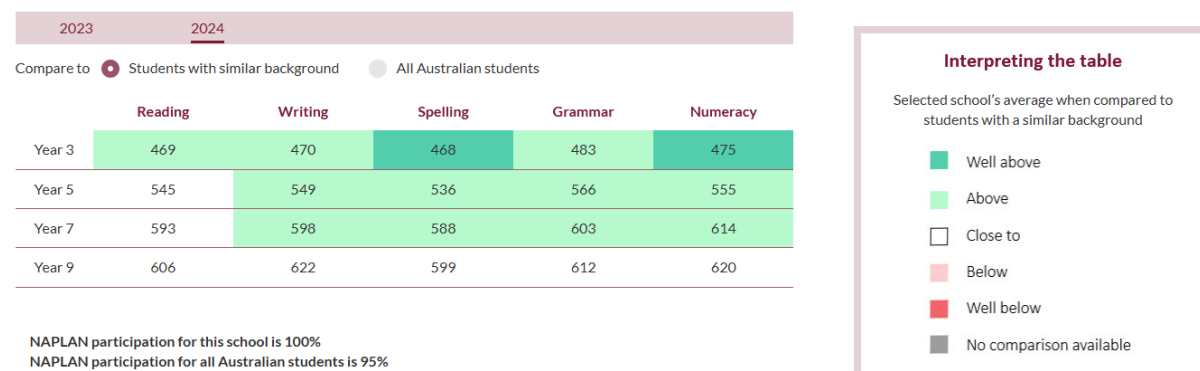 2023 2024
Compare to Students with similar background All Australian students
Reading Writing Spelling Grammar Numeracy
Year 3 469 470 468 483 475
Year 5 545 549 536 566 555
Year 7 593 598 588 603 614
Year 9 606 622 599 612 620
NAPLAN participation for this school is 100%
NAPLAN participation for all Australian students is 95%
Interpreting the table
Selected school's average when compared to
students with a similar background
Well above
Above
Close to
Below
Well below
No comparison available